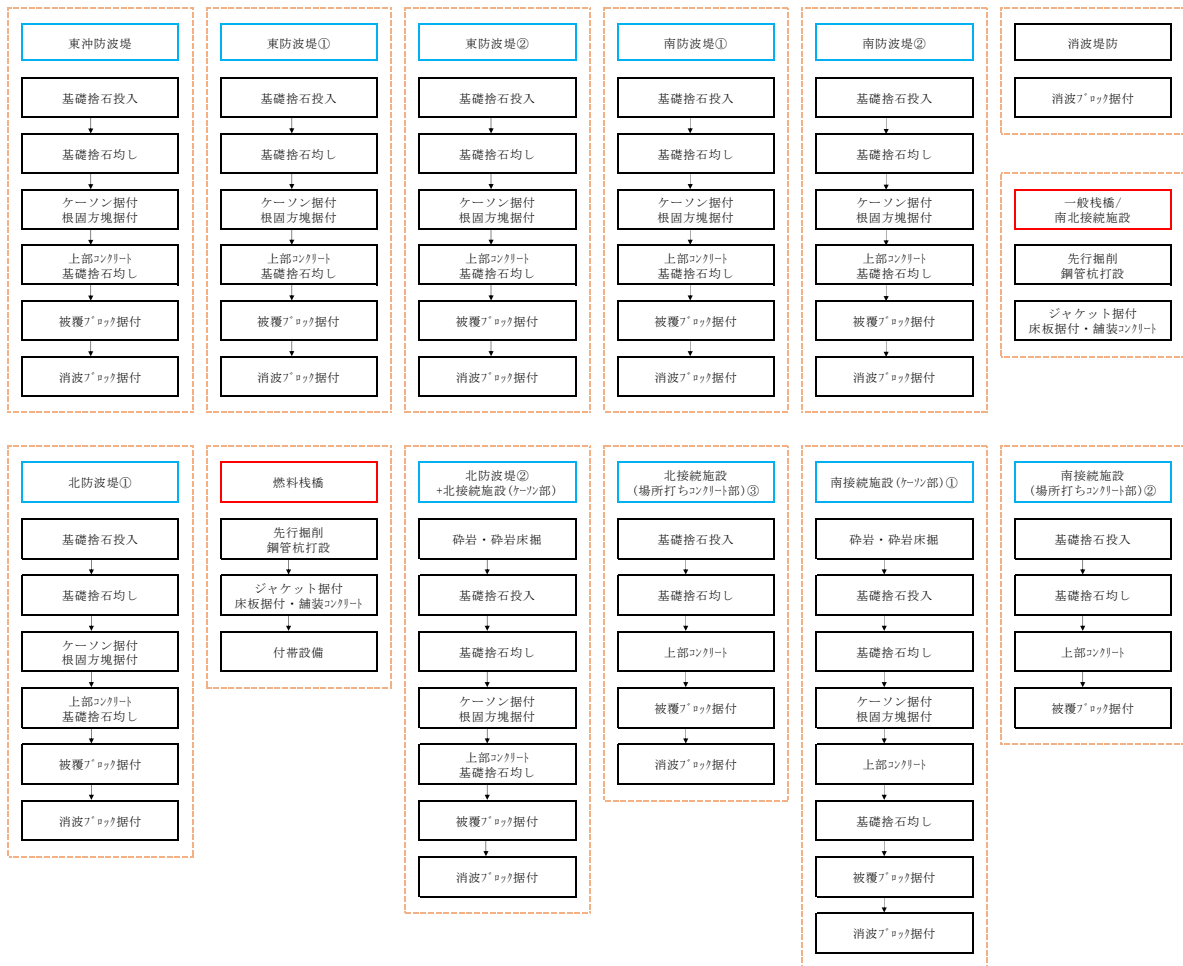 東沖防波堤
基礎捨石投入
基礎捨石均し
ケーソン据付
根固方塊据付
上部ｺﾝｸﾘｰﾄ
基礎捨石均し
被覆ﾌﾞﾛｯｸ据付
消波ﾌﾞﾛｯｸ据付
東防波堤①
基礎捨石投入
基礎捨石均し
ケーソン据付
根固方塊据付
上部ｺﾝｸﾘｰﾄ
基礎捨石均し
被覆ﾌﾞﾛｯｸ据付
消波ﾌﾞﾛｯｸ据付
東防波堤②
基礎捨石投入
基礎捨石均し
ケーソン据付
根固方塊据付
上部ｺﾝｸﾘｰﾄ
基礎捨石均し
被覆ﾌﾞﾛｯｸ据付
消波ﾌﾞﾛｯｸ据付
南防波堤①
基礎捨石投入
基礎捨石均し
ケーソン据付
根固方塊据付
上部ｺﾝｸﾘｰﾄ
基礎捨石均し
被覆ﾌﾞﾛｯｸ据付
消波ﾌﾞﾛｯｸ据付
南防波堤②
基礎捨石投入
基礎捨石均し
ケーソン据付
根固方塊据付
上部ｺﾝｸﾘｰﾄ
基礎捨石均し
被覆ﾌﾞﾛｯｸ据付
消波ﾌﾞﾛｯｸ据付
消波堤防
消波ﾌﾞﾛｯｸ据付
一般桟橋/
南北接続施設
先行掘削
鋼管杭打設
ジャケット据付
床板据付・舗装ｺﾝｸﾘｰﾄ
北防波堤①
基礎捨石投入
基礎捨石均し
ケーソン据付
根固方塊据付
上部ｺﾝｸﾘｰﾄ
基礎捨石均し
被覆ﾌﾞﾛｯｸ据付
消波ﾌﾞﾛｯｸ据付
燃料桟橋
先行掘削
鋼管杭打設
ジャケット据付
床板据付・舗装ｺﾝｸﾘｰﾄ
付帯設備
北防波堤②
+北接続施設(ｹｰｿﾝ部)
砕岩・砕岩床掘
基礎捨石投入
基礎捨石均し
ケーソン据付
根固方塊据付
上部ｺﾝｸﾘｰﾄ
基礎捨石均し
被覆ﾌﾞﾛｯｸ据付
消波ﾌﾞﾛｯｸ据付
北接続施設
(場所打ちｺﾝｸﾘｰﾄ部)③
基礎捨石投入
基礎捨石均し
上部ｺﾝｸﾘｰﾄ
被覆ﾌﾞﾛｯｸ据付
消波ﾌﾞﾛｯｸ据付
南接続施設(ｹｰｿﾝ部)①
砕岩・砕岩床掘
基礎捨石投入
基礎捨石均し
ケーソン据付
根固方塊据付
上部ｺﾝｸﾘｰﾄ
基礎捨石均し
被覆ﾌﾞﾛｯｸ据付
消波ﾌﾞﾛｯｸ据付
南接続施設
(場所打ちｺﾝｸﾘｰﾄ部)②
基礎捨石投入
基礎捨石均し
上部ｺﾝｸﾘｰﾄ
被覆ﾌﾞﾛｯｸ据付